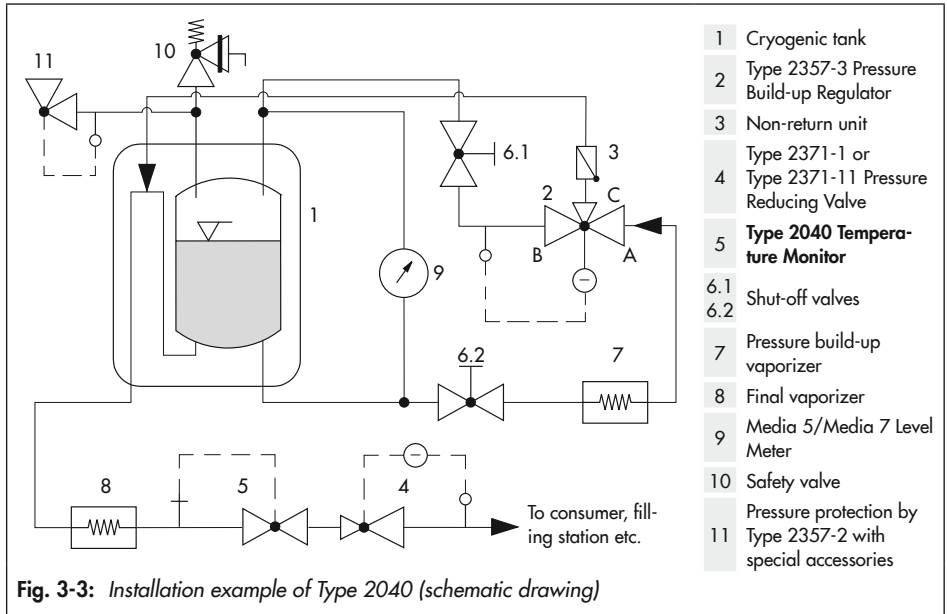 11
10
1
6.1
3
2
C
B
A
9
6.2
7
8
5
4
To consumer, fill-
ing station etc.
1 Cryogenic tank
2 Type 2357-3 Pressure
Build-up Regulator
3 Non-return unit
4 Type 2371-1 or
Type 2371-11 Pressure
Reducing Valve
5 Type 2040 Tempera-
ture Monitor
6.1
6.2 Shut-off valves
7 Pressure build-up
vaporizer
8 Final vaporizer
9 Media 5/Media 7 Level
Meter
10 Safety valve
11 Pressure protection by
Type 2357-2 with
special accessories
Fig. 3-3: Installation example of Type 2040 (schematic drawing)